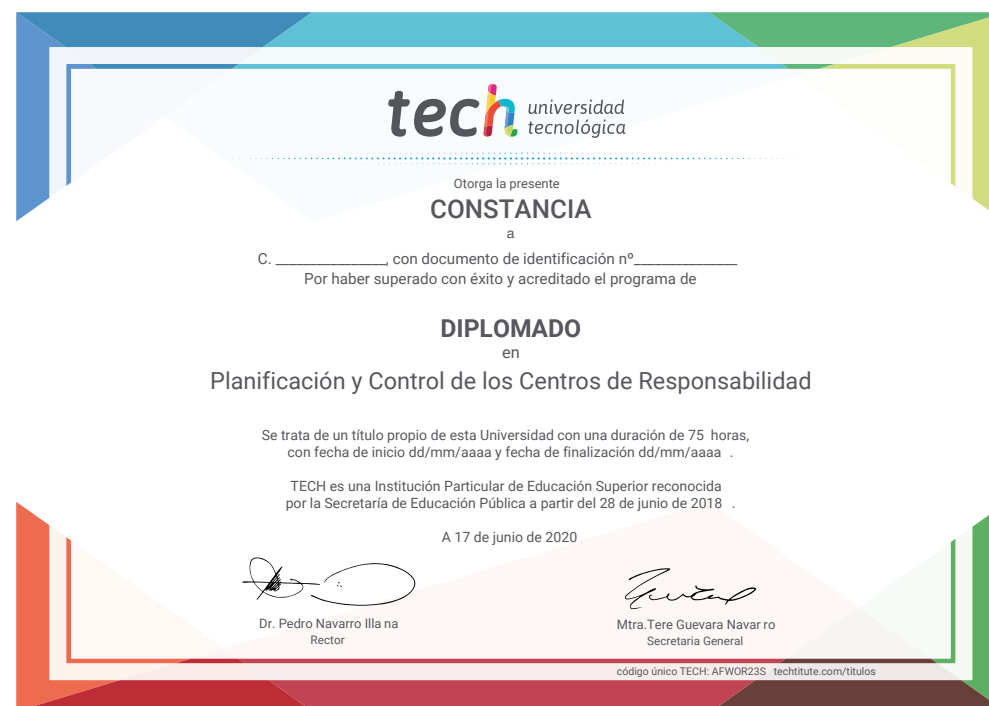 tech universidad
tecnológica
Otorga la presente
CONSTANCIA
a
C. ________________, con documento de identificación nº_______________
Por haber superado con éxito y acreditado el programa de
DIPLOMADO
en
Planificación y Control de los Centros de Responsabilidad
Se trata de un título propio de esta Universidad con una duración de 75 horas,
con fecha de inicio dd/mm/aaaa y fecha de finalización dd/mm/aaaa .
TECH es una Institución Particular de Educación Superior reconocida
por la Secretaría de Educación Pública a partir del 28 de junio de 2018 .
A 17 de junio de 2020
Dr. Pedro Navarro Illa na
Rector
Mtra.Tere Guevara Navar ro
Secretaria General
código único TECH: AFWOR23S techtitute.com/titulos